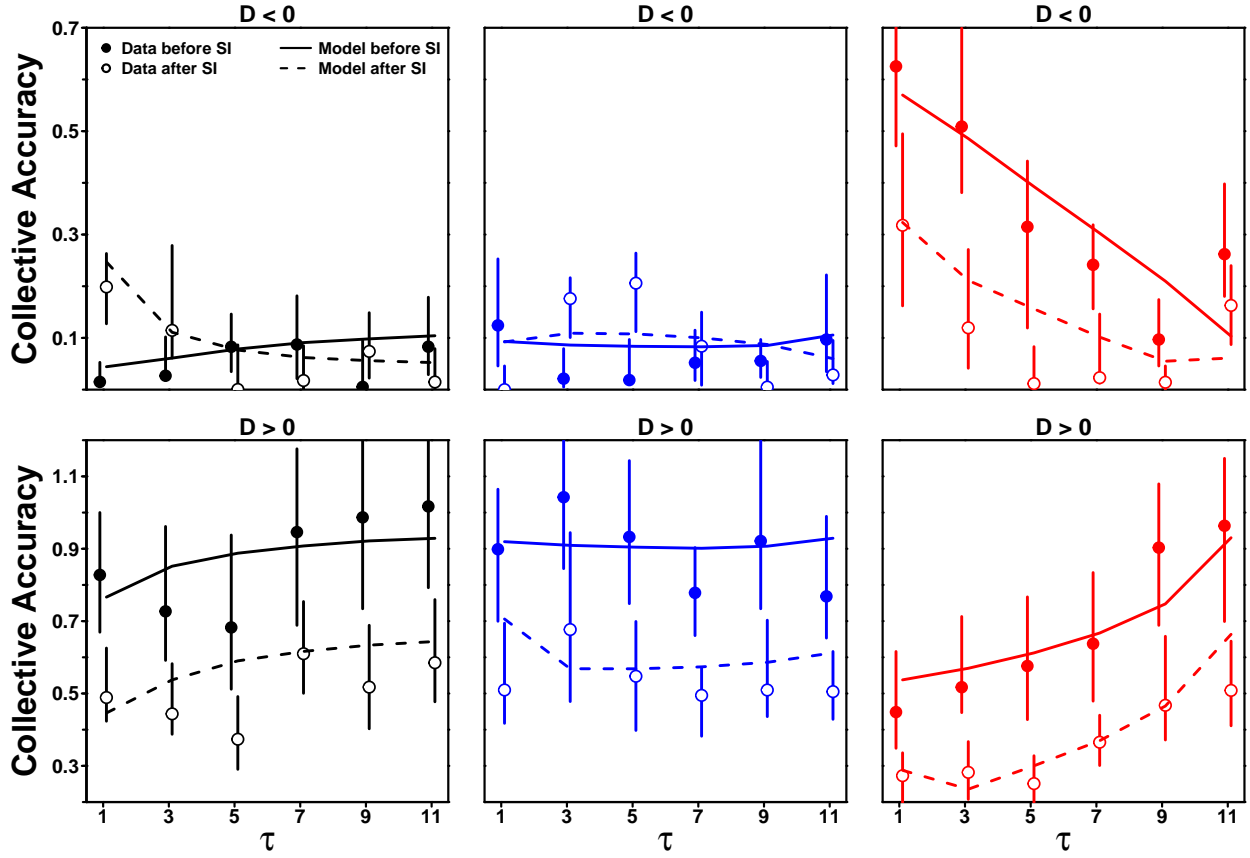 D < 0
D < 0
D < 0
Collective Accuracy
0.7
0.5
0.3
0.1
Data before SI
Model before SI
Data after SI
Model after SI
D > 0
D > 0
D > 0
Collective Accuracy
1.1
0.9
0.7
0.5
0.3
1 3 5 7 9 11
1 3 5 7 9 11
1 3 5 7 9 11
τ
τ
τ